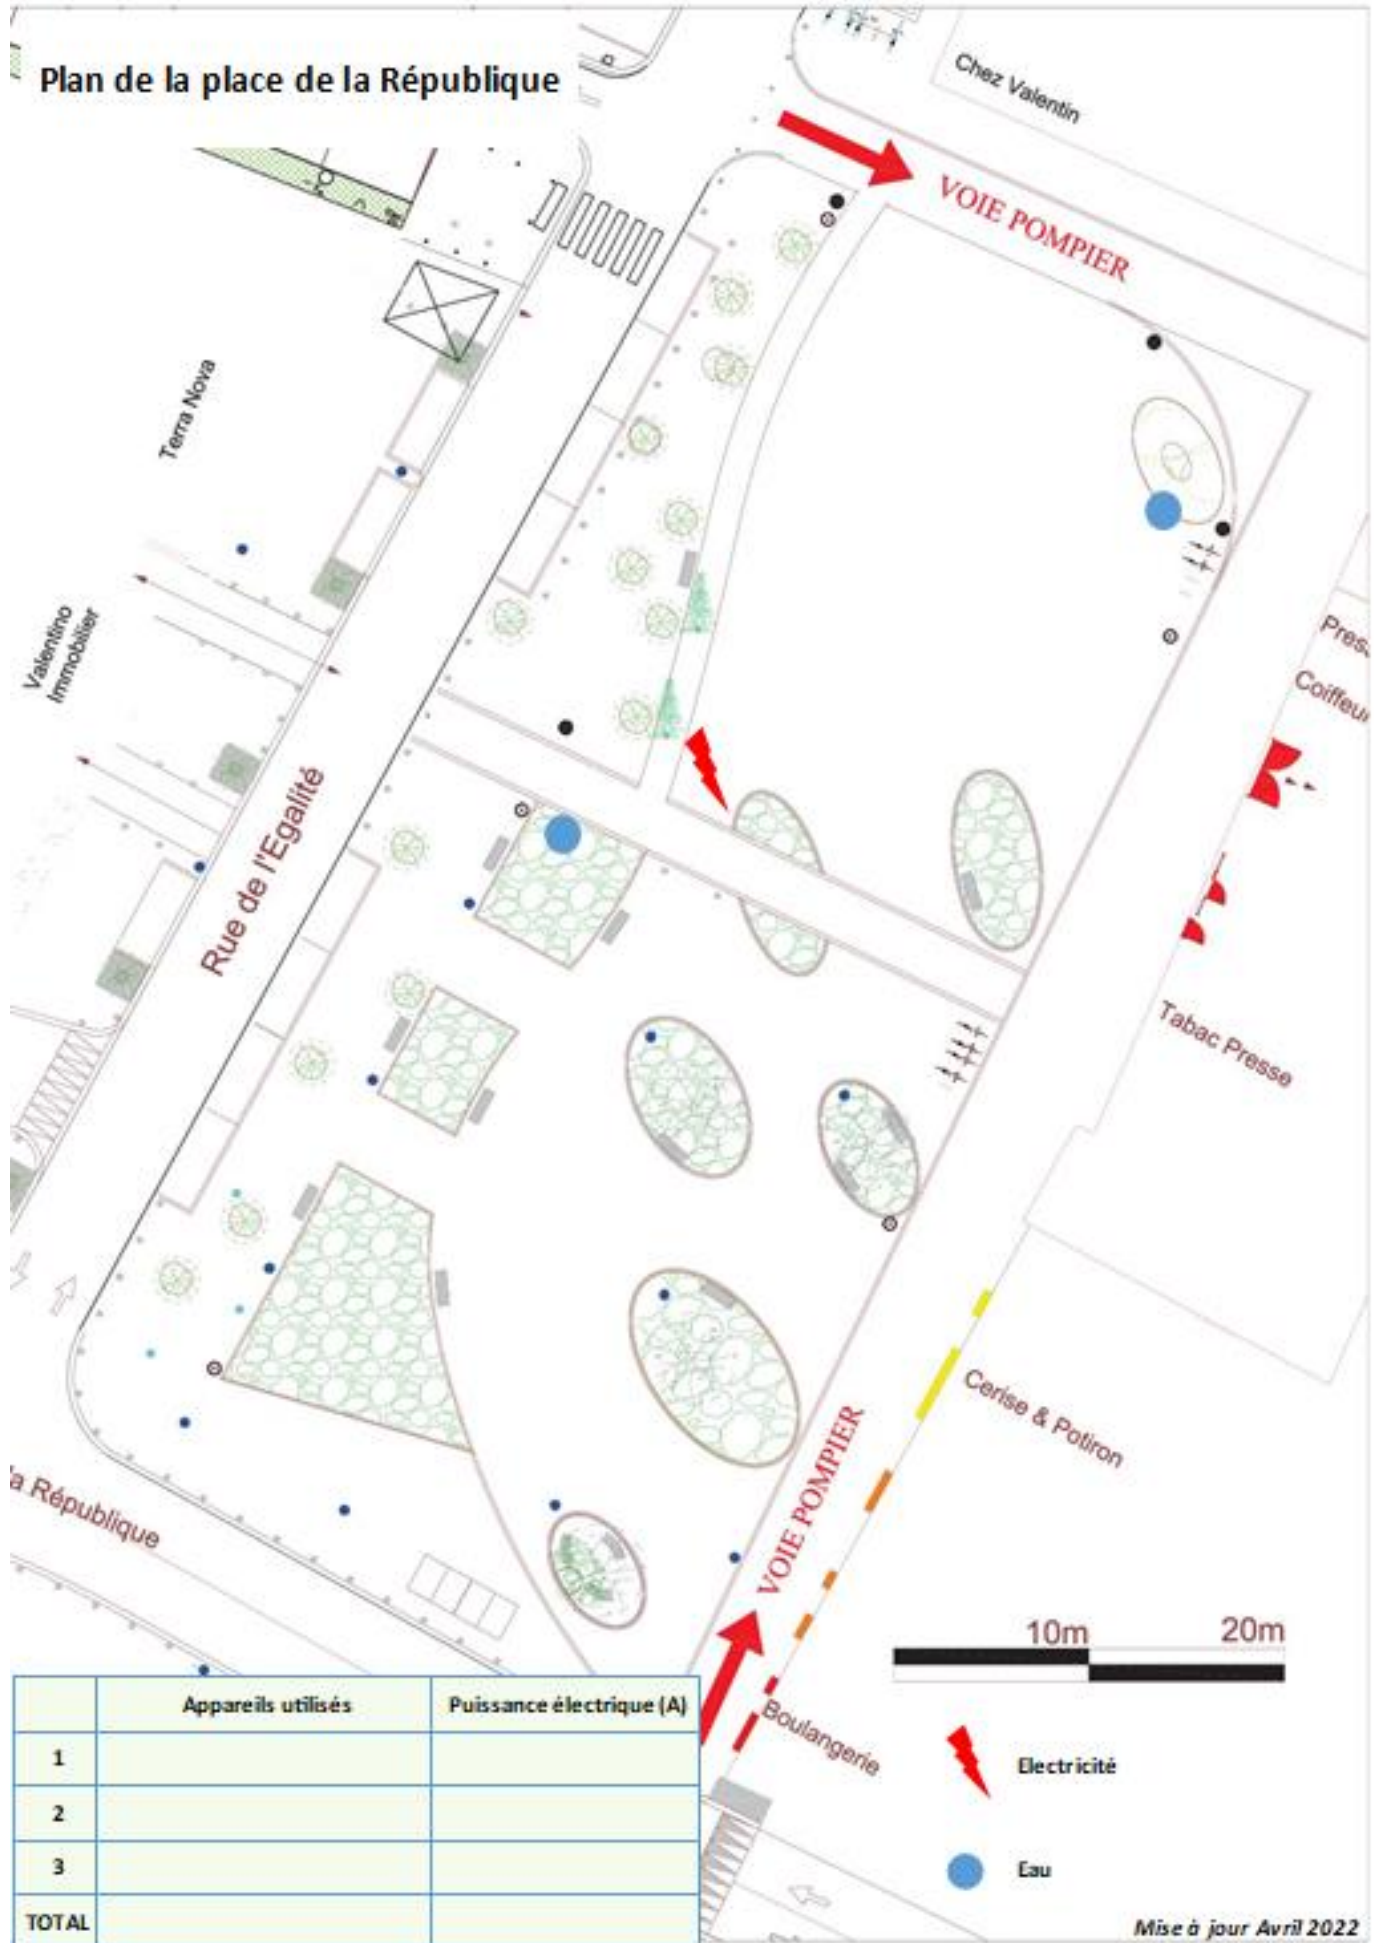 Plan de la place de la République
Chez Valentin
VOIE POMPIER
Terra Nova
Valentino
Immobilier
Rue de l'Egalité
Coiffeur
Tabac Presse
Cerise & Potiron
VOIE POMPIER
la République
10m 20m
Boulangerie
Appareils utilisés Puissance électrique (A)
1
2
3
TOTAL
Electricité
Eau
Mise à jour Avril 2022